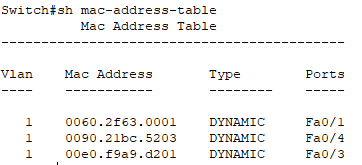 Switch#sh mac-address-table
Mac Address Table
-------------------------------------------
Vlan Mac Address Type Ports
---- ----------- -------- -----
1 0060.2f63.0001 DYNAMIC Fa0/1
1 0090.21bc.5203 DYNAMIC Fa0/4
1 00e0.f9a9.d201 DYNAMIC Fa0/3